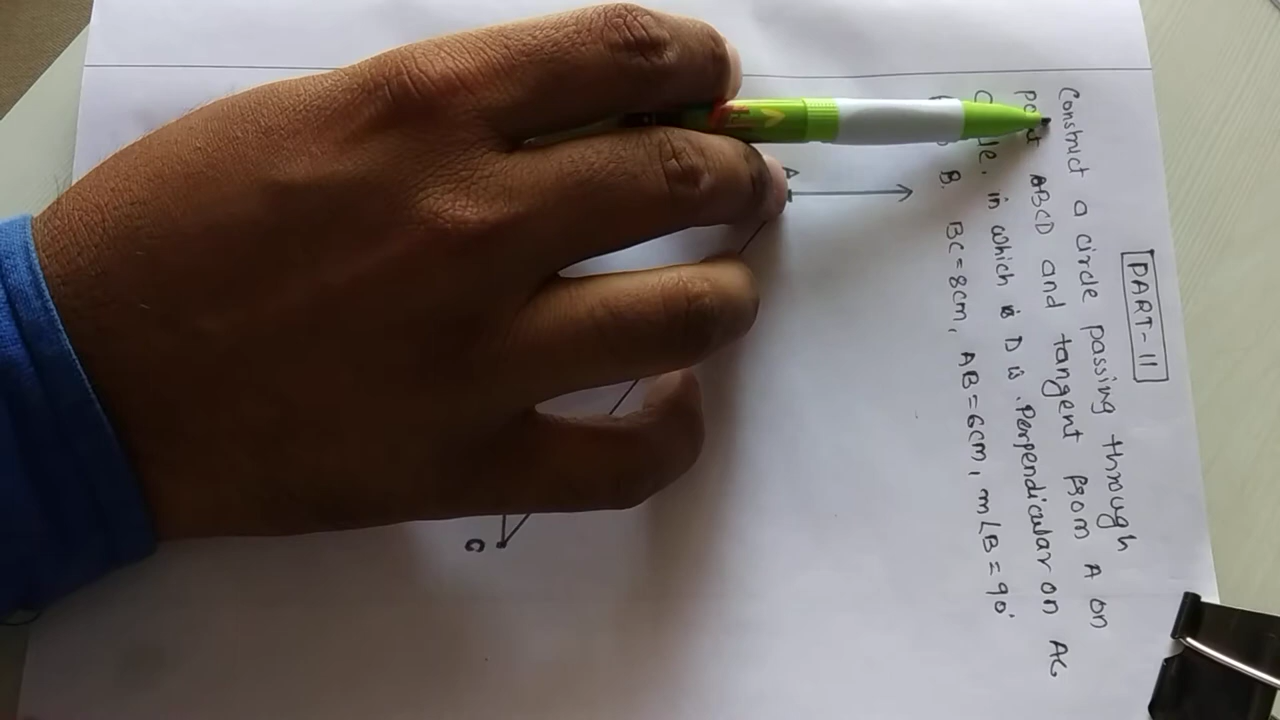 PART-II
Construct a circle passing through
point ABCD and tangent from A on
Circle. in which is D is Perpendicular on AC
B. BC=8cm, AB=6cm, m∠B=90°
A
C